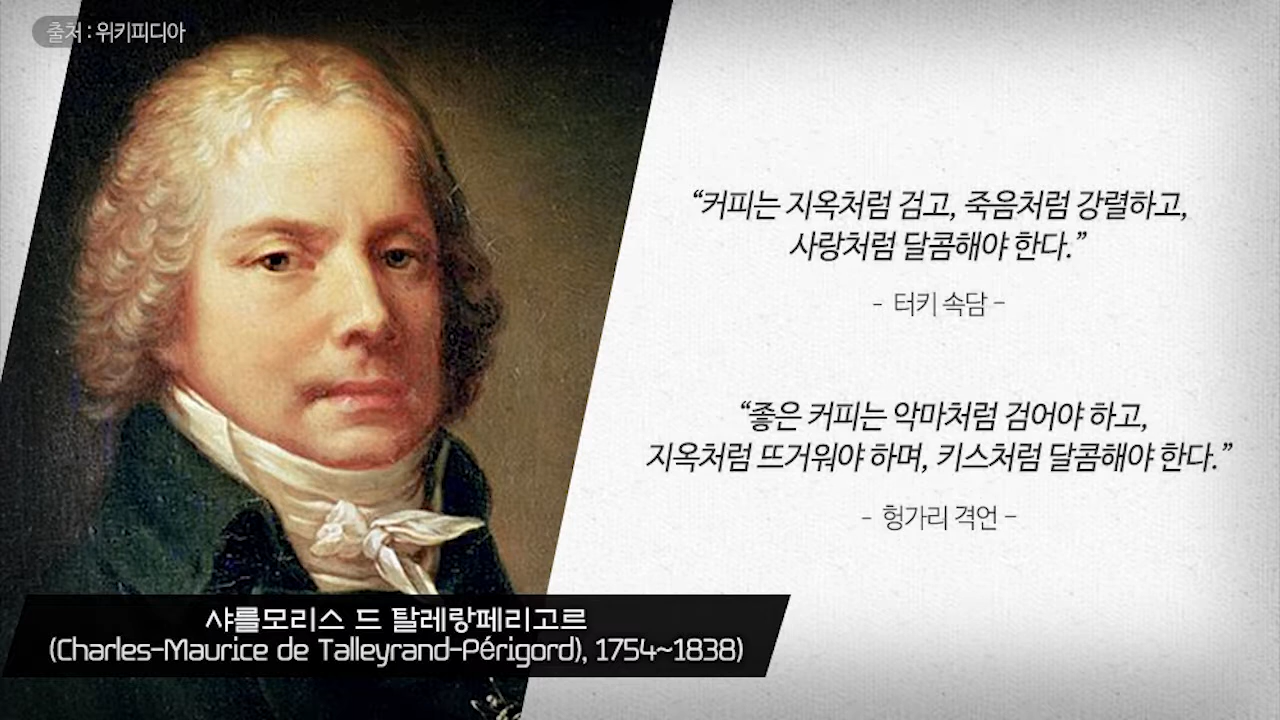 출처 : 위키피디아
“커피는 지옥처럼 검고, 죽음처럼 강렬하고,
사랑처럼 달콤해야 한다.”
- 터키 속담 -
“좋은 커피는 악마처럼 검어야 하고,
지옥처럼 뜨거워야 하며, 키스처럼 달콤해야 한다.”
- 헝가리 격언 -
샤를모리스 드 탈레랑페리고르
(Charles-Maurice de Talleyrand-Périgord), 1754~1838)